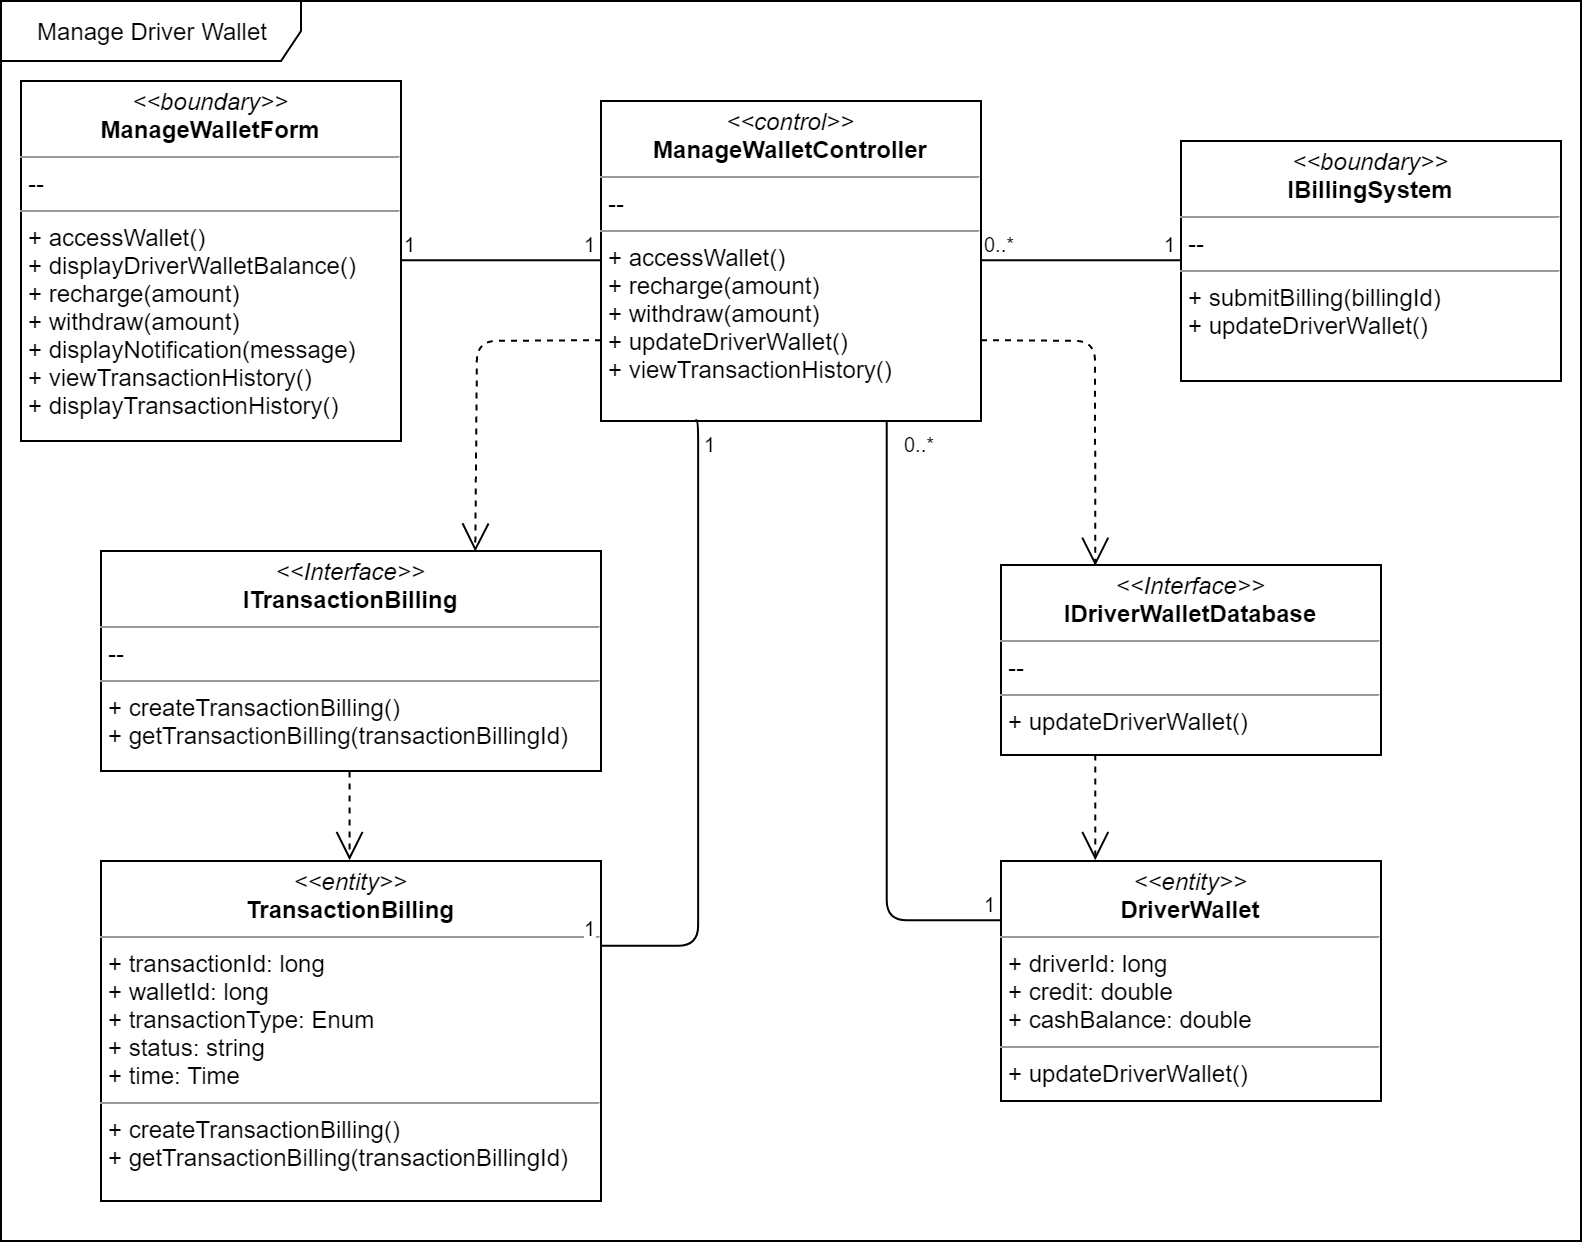 Manage Driver Wallet
<<boundary>>
ManageWalletForm
--
+ accessWallet()
+ displayDriverWalletBalance()
+ recharge(amount)
+ withdraw(amount)
+ displayNotification(message)
+ viewTransactionHistory()
+ displayTransactionHistory()
1
1
<<control>>
ManageWalletController
--
+ accessWallet()
+ recharge(amount)
+ withdraw(amount)
+ updateDriverWallet()
+ viewTransactionHistory()
0..*
1
<<boundary>>
IBillingSystem
--
+ submitBilling(billingId)
+ updateDriverWallet()
1
0..*
<<Interface>>
ITransactionBilling
--
+ createTransactionBilling()
+ getTransactionBilling(transactionBillingId)
<<Interface>>
IDriverWalletDatabase
--
+ updateDriverWallet()
<<entity>>
TransactionBilling
1
+ transactionId: long
+ walletId: long
+ transactionType: Enum
+ status: string
+ time: Time
+ createTransactionBilling()
+ getTransactionBilling(transactionBillingId)
1
<<entity>>
DriverWallet
+ driverId: long
+ credit: double
+ cashBalance: double
+ updateDriverWallet()